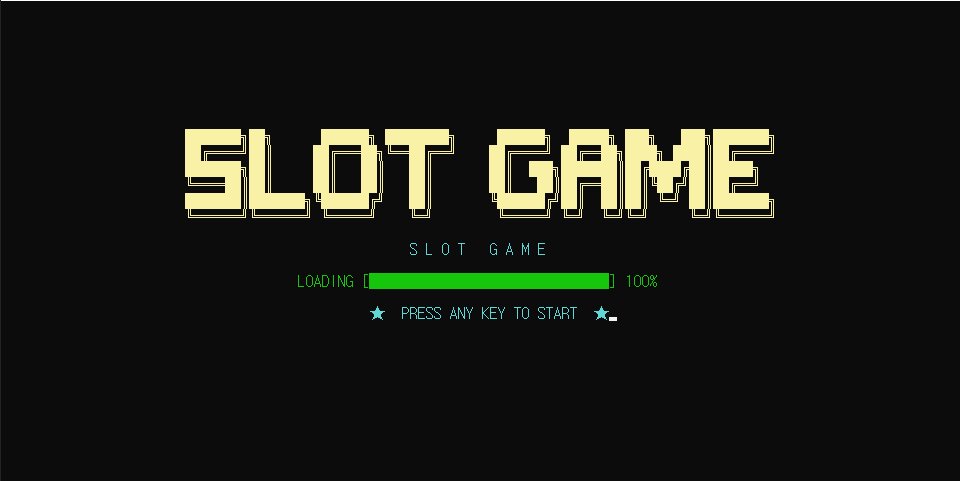 SLOT GAME
SLOT GAME
LOADING [] 100%
★ PRESS ANY KEY TO START ★